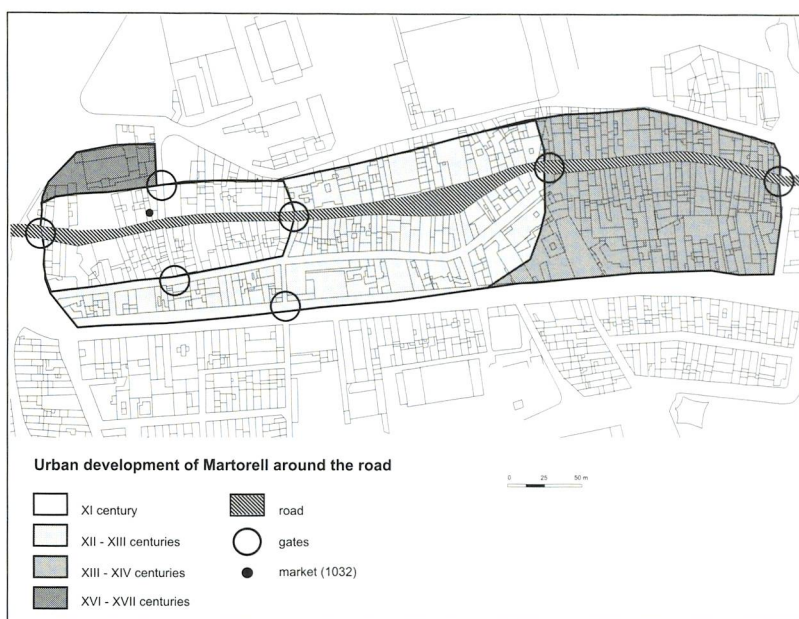 Urban development of Martorell around the road
0 25 50 m
XI century
road
XII - XIII centuries
gates
XIII - XIV centuries
market (1032)
XVI - XVII centuries